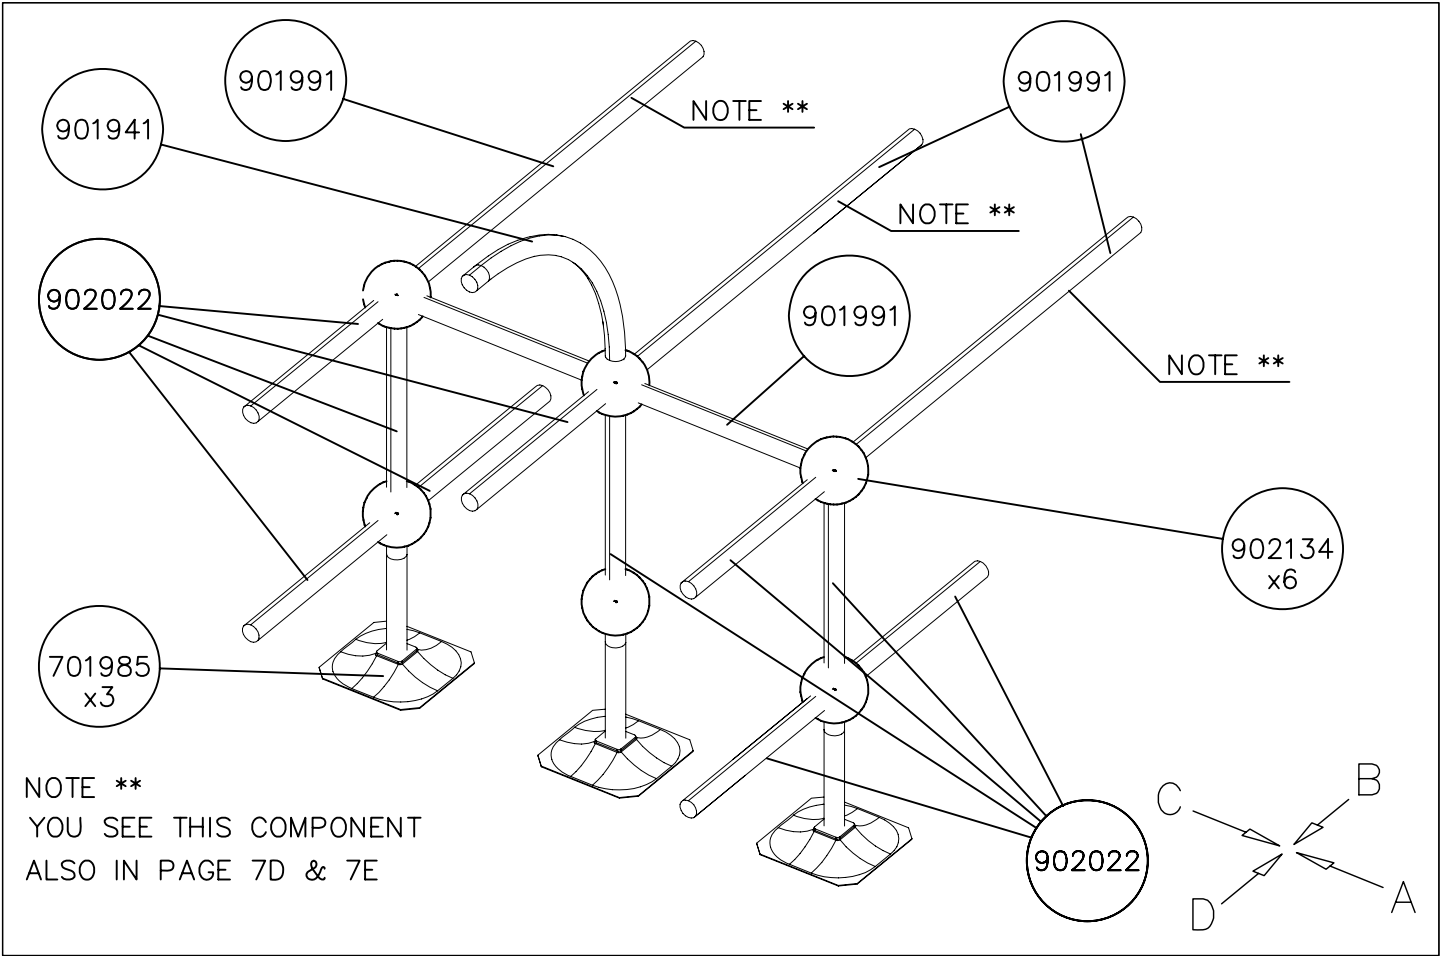 901991
901991
901941
NOTE **
NOTE **
902022
901991
NOTE **
902134
x6
701985
x3
NOTE **
YOU SEE THIS COMPONENT
ALSO IN PAGE 7D & 7E
902022
B
C
A
D